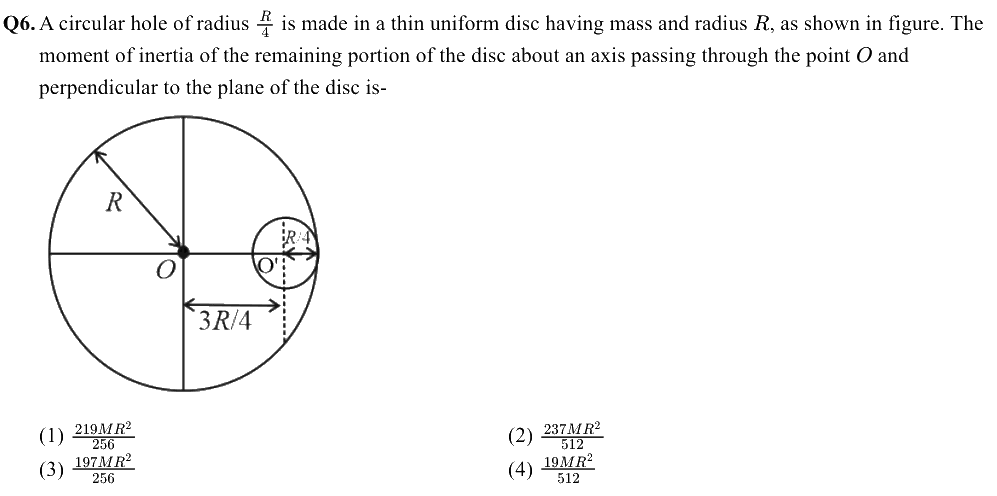 Q6. A circular hole of radius R/4 is made in a thin uniform disc having mass and radius R, as shown in figure. The
moment of inertia of the remaining portion of the disc about an axis passing through the point O and
perpendicular to the plane of the disc is-
R
R/4
O
O'
3R/4
(1) 219MR²/256
(2) 237MR²/512
(3) 197MR²/256
(4) 19MR²/512